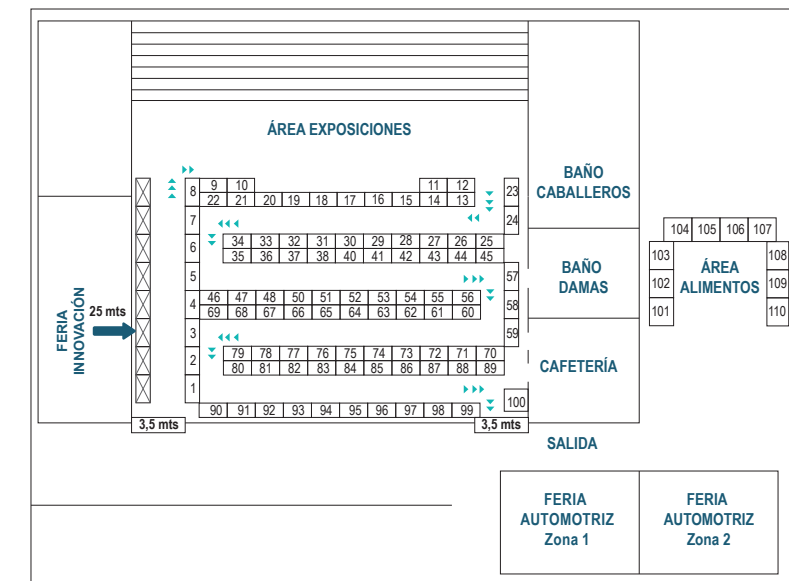 ÁREA EXPOSICIONES
BAÑO
CABALLEROS
8 9 10 11 12 23
22 21 20 19 18 17 16 15 14 13
7 24
6 34 33 32 31 30 29 28 27 26 25
35 36 37 38 40 41 42 43 44 45
5 57
4 46 47 48 50 51 52 53 54 55 56 58
69 68 67 66 65 64 63 62 61 60
3 59
2 79 78 77 76 75 74 73 72 71 70
80 81 82 83 84 85 86 87 88 89
1 100
90 91 92 93 94 95 96 97 98 99
3,5 mts
3,5 mts
FERIA
INNOVACIÓN
25 mts
BAÑO
DAMAS
CAFETERÍA
104 105 106 107
103 108
102 109
101 110
ÁREA
ALIMENTOS
SALIDA
FERIA
AUTOMOTRIZ
Zona 1
FERIA
AUTOMOTRIZ
Zona 2